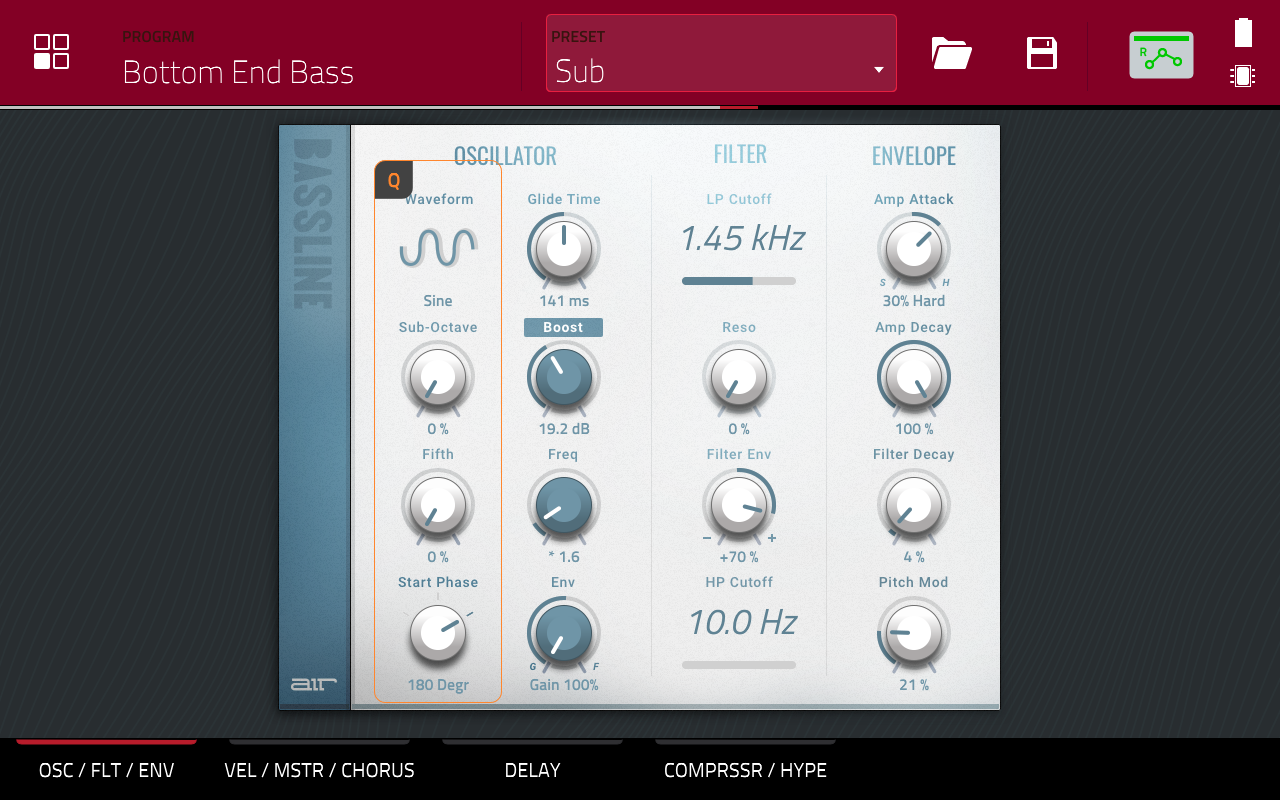 PROGRAM
Bottom End Bass
PRESET
Sub
R
BASSLINE
OSCILLATOR
FILTER
ENVELOPE
Q
Waveform
Glide Time
LP Cutoff
Amp Attack
1.45 kHz
S
H
Sine
141 ms
30% Hard
Sub-Octave
Boost
Reso
Amp Decay
0 %
19.2 dB
0 %
100 %
Fifth
Freq
Filter Env
Filter Decay
− +
0 %
* 1.6
+70 %
4 %
Start Phase
Env
HP Cutoff
Pitch Mod
10.0 Hz
G
F
180 Degr
Gain 100%
21 %
air
OSC / FLT / ENV
VEL / MSTR / CHORUS
DELAY
COMPRSSR / HYPE